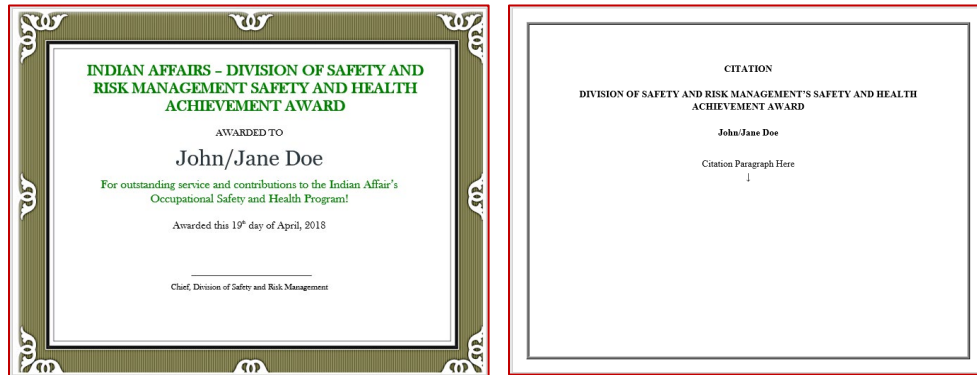 INDIAN AFFAIRS – DIVISION OF SAFETY AND
RISK MANAGEMENT SAFETY AND HEALTH
ACHIEVEMENT AWARD
AWARDED TO
John/Jane Doe
For outstanding service and contributions to the Indian Affair's
Occupational Safety and Health Program!
Awarded this 19th day of April, 2018
Chief, Division of Safety and Risk Management
CITATION
DIVISION OF SAFETY AND RISK MANAGEMENT'S SAFETY AND HEALTH
ACHIEVEMENT AWARD
John/Jane Doe
Citation Paragraph Here
↓